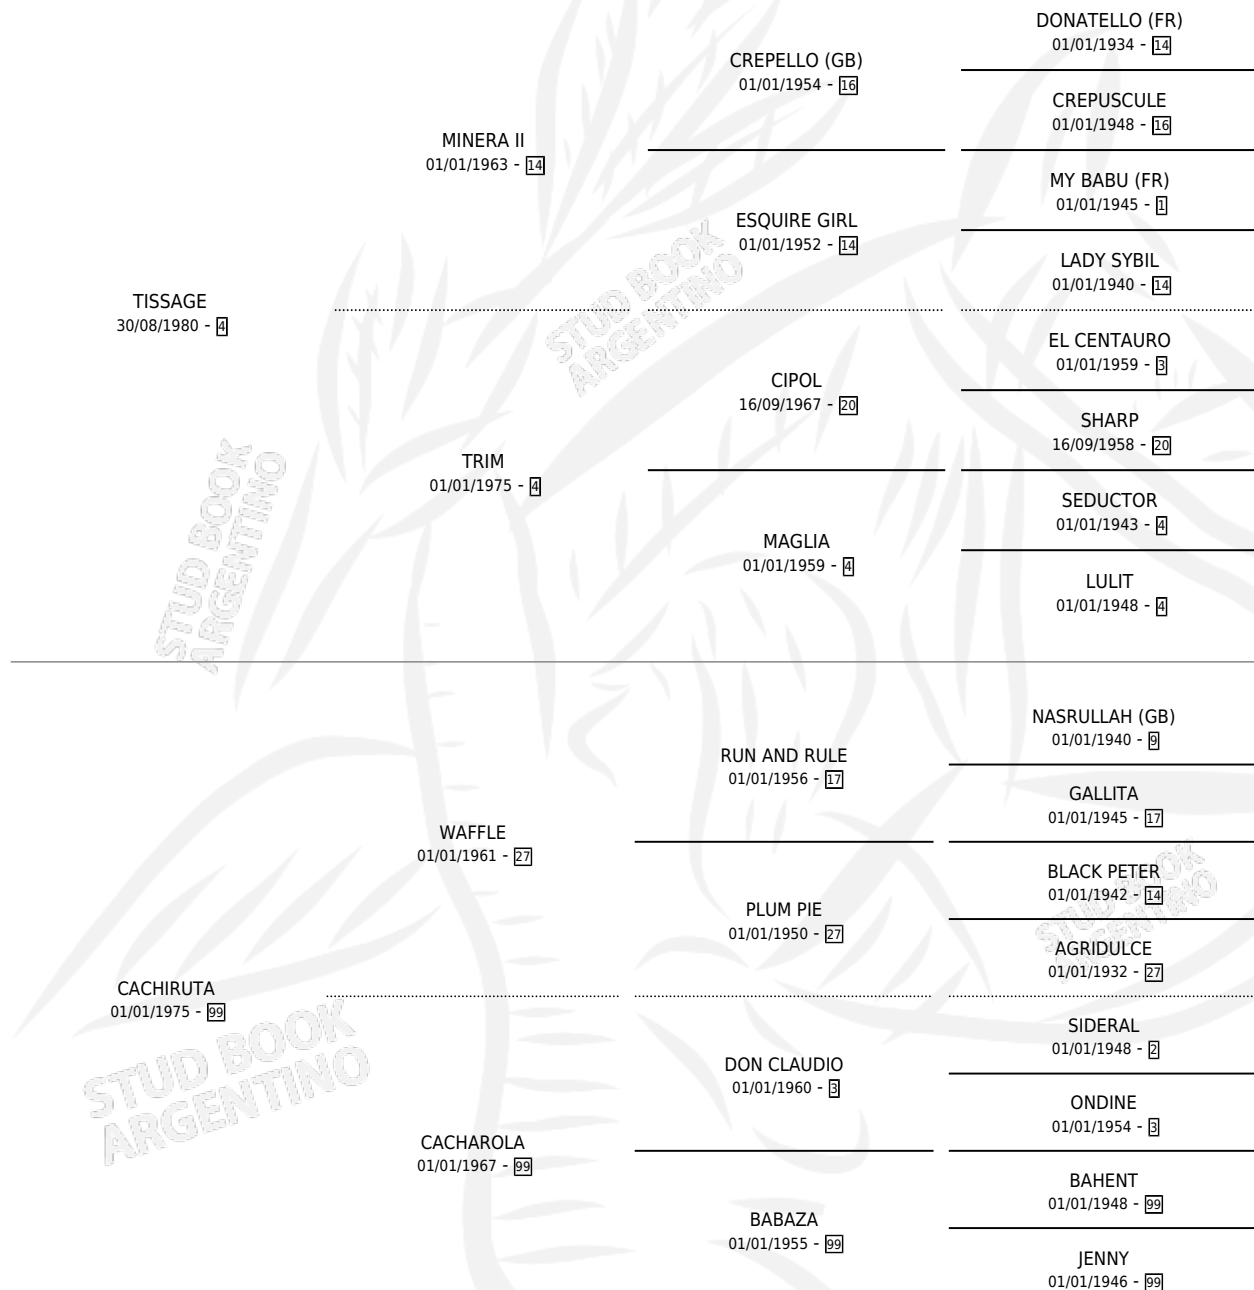 DONATELLO (FR)
01/01/1934 - 14
CREPELLO (GB)
01/01/1954 - 16
CREPUSCULE
01/01/1948 - 16
MINERA II
01/01/1963 - 14
MY BABU (FR)
01/01/1945 - 1
ESQUIRE GIRL
01/01/1952 - 14
LADY SYBIL
01/01/1940 - 14
TISSAGE
30/08/1980 - 4
EL CENTAURO
01/01/1959 - 3
CIPOL
16/09/1967 - 20
SHARP
16/09/1958 - 20
TRIM
01/01/1975 - 4
SEDUCTOR
01/01/1943 - 4
MAGLIA
01/01/1959 - 4
LULIT
01/01/1948 - 4
NASRULLAH (GB)
01/01/1940 - 9
RUN AND RULE
01/01/1956 - 17
GALLITA
01/01/1945 - 17
WAFFLE
01/01/1961 - 27
BLACK PETER
01/01/1942 - 14
PLUM PIE
01/01/1950 - 27
AGRIDULCE
01/01/1932 - 27
CACHIRUTA
01/01/1975 - 99
SIDERAL
01/01/1948 - 2
DON CLAUDIO
01/01/1960 - 3
ONDINE
01/01/1954 - 3
CACHAROLA
01/01/1967 - 99
BAHENT
01/01/1948 - 99
BABAZA
01/01/1955 - 99
JENNY
01/01/1946 - 99
STUD BOOK
ARGENTINO
STUD BOOK
ARGENTINO
STUD BOOK
ARGENTINO
STUD BOOK
ARGENTINO